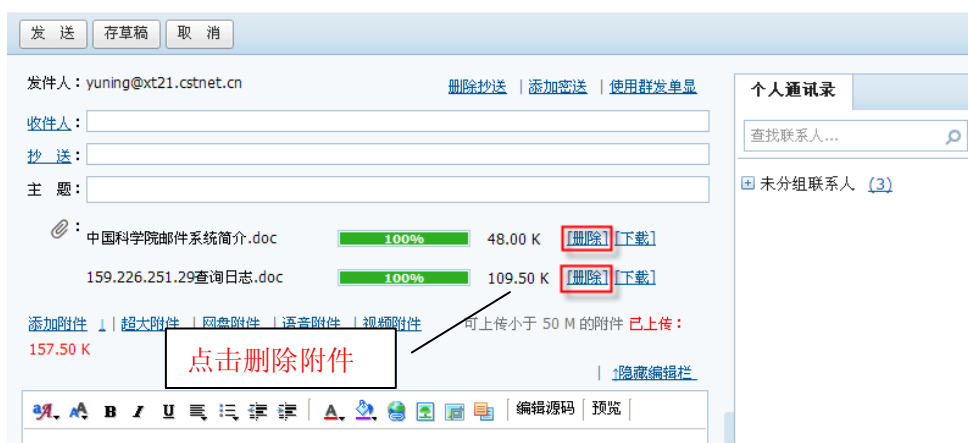 发 送 存草稿 取 消
发件人：yuning@xt21.cstnet.cn 删除抄送 | 添加密送 | 使用群发单显
个人通讯录
收件人：
查找联系人...
抄 送：
主 题：
未分组联系人 (3)
：
中国科学院邮件系统简介.doc 100% 48.00 K [删除] [下载]
159.226.251.29查询日志.doc 100% 109.50 K [删除] [下载]
添加附件 ↓ | 超大附件 | 网盘附件 | 语音附件 | 视频附件 可上传小于 50 M 的附件 已上传：
157.50 K
点击删除附件
| ↑隐藏编辑栏
B I U A 编辑源码 预览